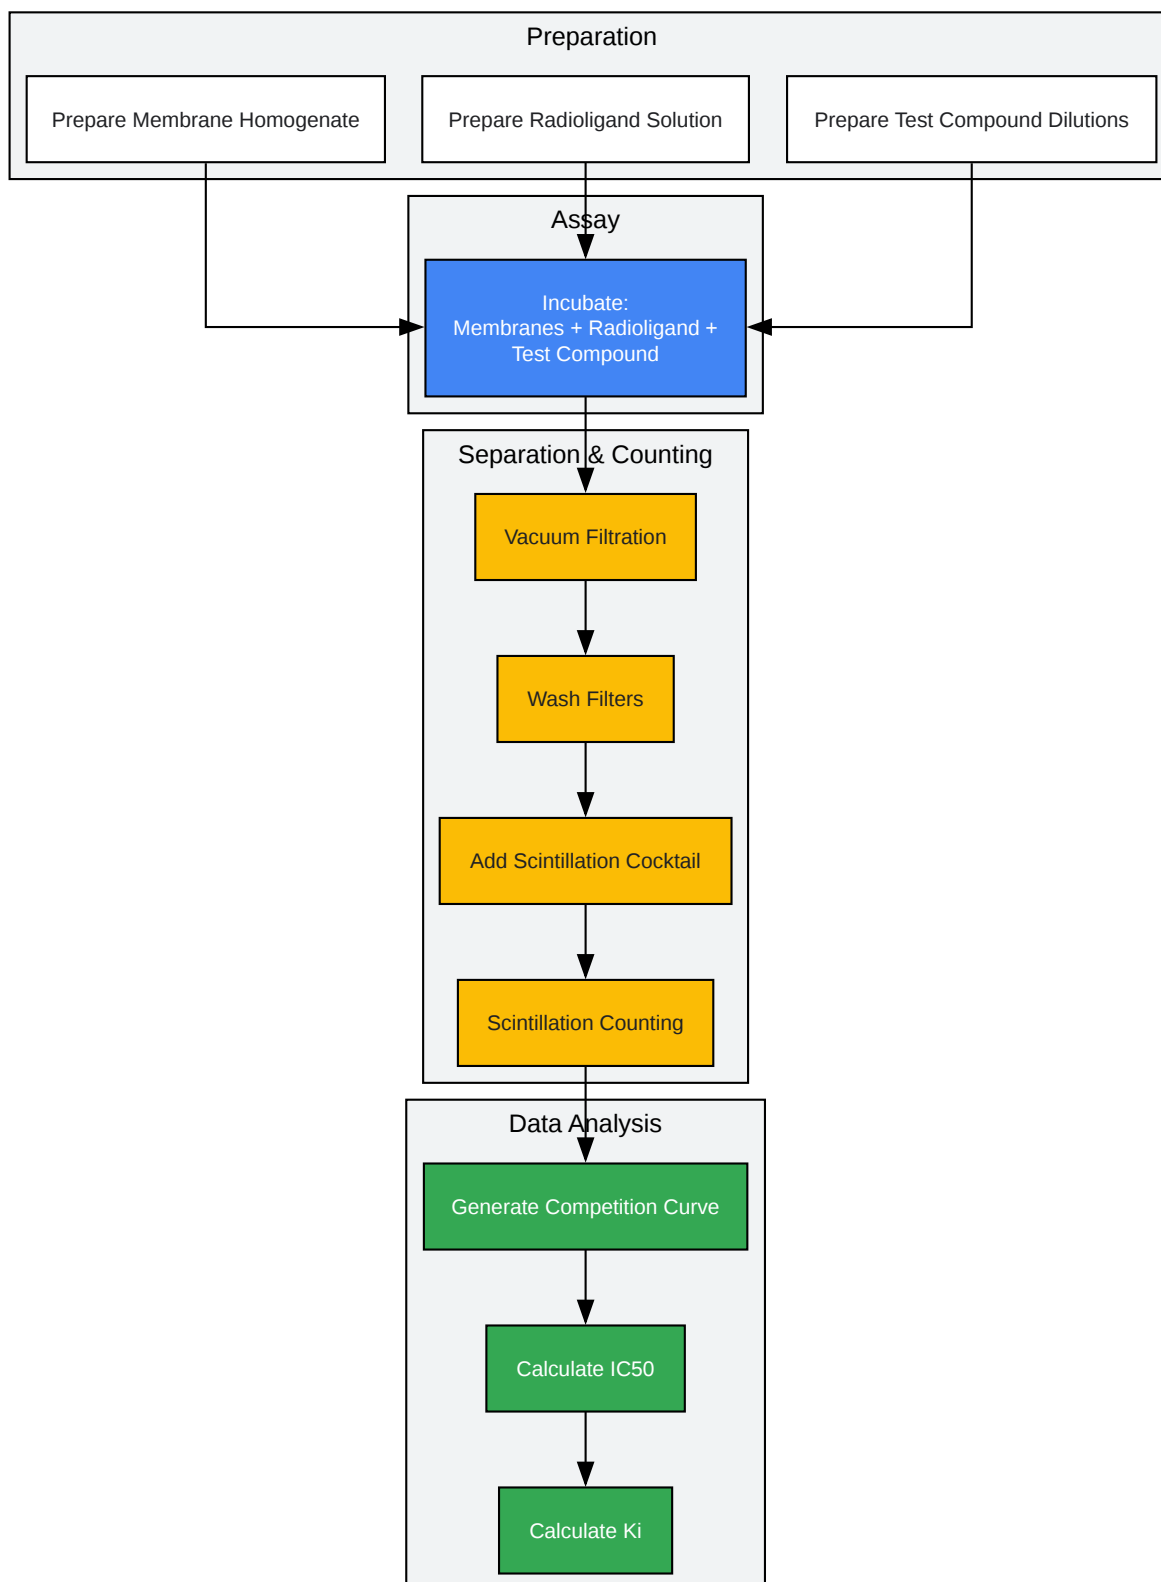 Preparation
Prepare Membrane Homogenate
Prepare Radioligand Solution
Prepare Test Compound Dilutions
Assay
Incubate:
Membranes + Radioligand +
Test Compound
Separation & Counting
Vacuum Filtration
Wash Filters
Add Scintillation Cocktail
Scintillation Counting
Data Analysis
Generate Competition Curve
Calculate IC50
Calculate Ki